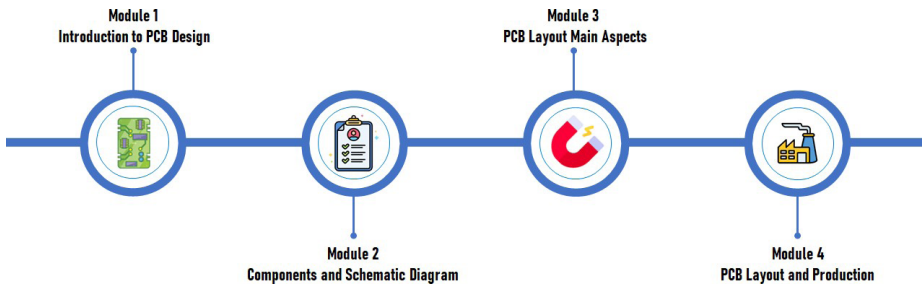 Module 1
Introduction to PCB Design
Module 3
PCB Layout Main Aspects
Module 2
Components and Schematic Diagram
Module 4
PCB Layout and Production